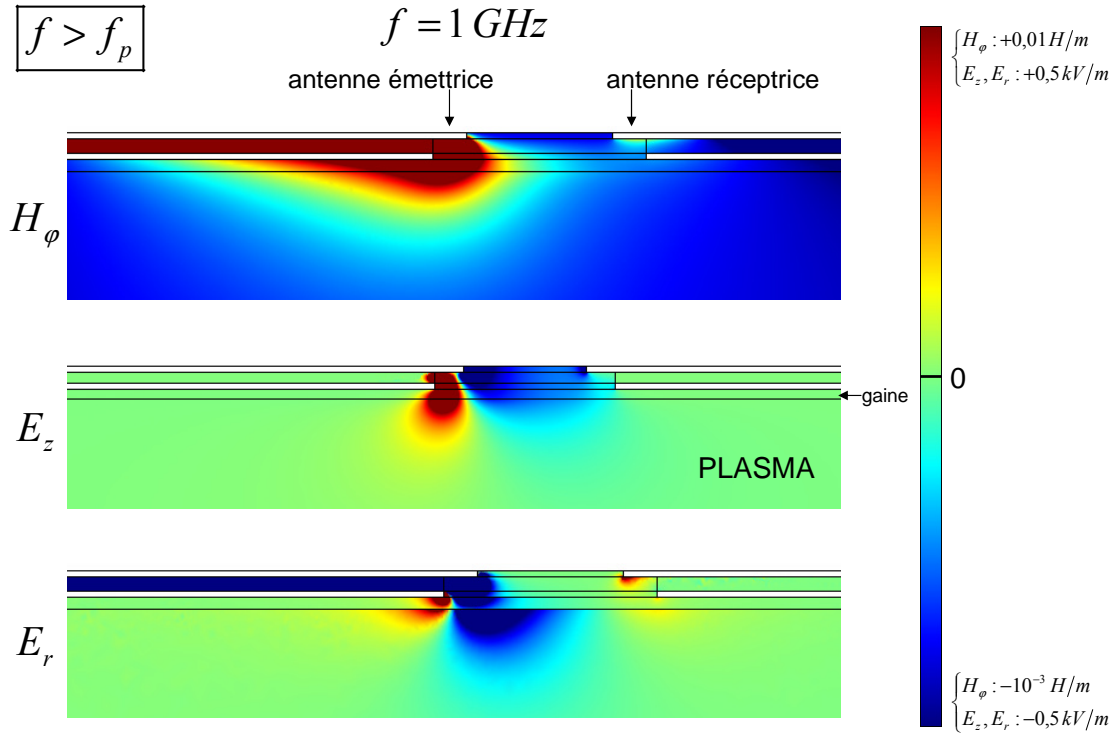 f > f_p
f = 1 GHz
antenne émettrice
antenne réceptrice
H_φ : +0,01 H/m
E_z, E_r : +0,5 kV/m
H_φ
0
gaine
E_z
PLASMA
E_r
H_φ : −10⁻³ H/m
E_z, E_r : −0,5 kV/m